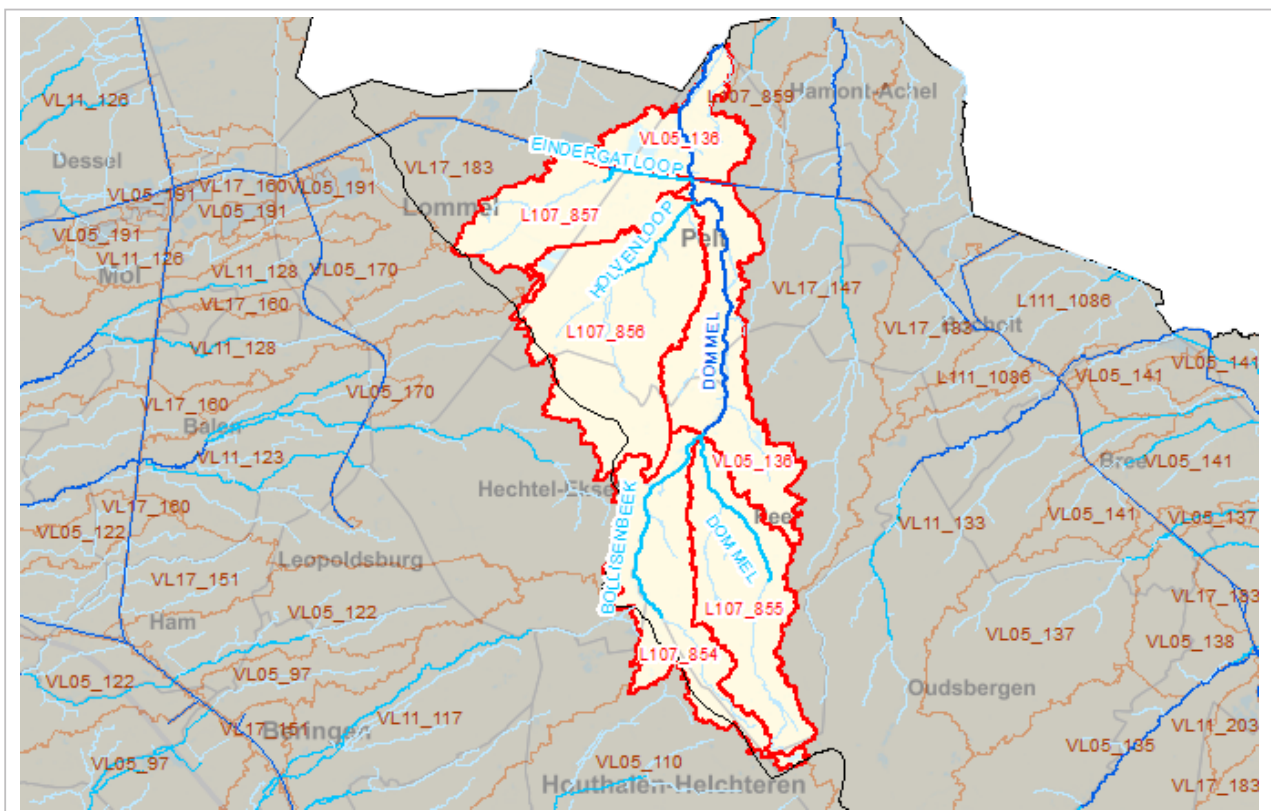 L107_859
Hamont-Achel
VL11_126
VL05_136
Dessel
EINDERGATLOOP
VL17_183
VL17_160
VL05_191
VL05_191
VL05_191
Lommel
L107_857
VL05_191
Pelt
VL11_126
Mol
VL11_128
VL05_170
HOLVENLOOP
VL17_147
VL17_160
L111_1086
VL17_183
L107_856
VL11_128
DOMMEL
VL05_141
VL05_141
L111_1086
VL05_170
VL17_160
Balen
VL11_123
VL05_136
Bree
VL05_141
Hechtel-Ekse
VL17_160
VL05_141
VL05_137
VL05_122
BOLLISENBEEK
DOMMEL
VL11_133
Leopoldsburg
VL17_151
VL05_122
Ham
L107_855
VL05_137
VL05_138
L107_854
VL05_97
VL05_122
Oudsbergen
VL11_117
VL11_203
VL17_151
Beringen
VL05_135
VL05_97
VL05_110
Houthalen-Helchteren
VL17_183